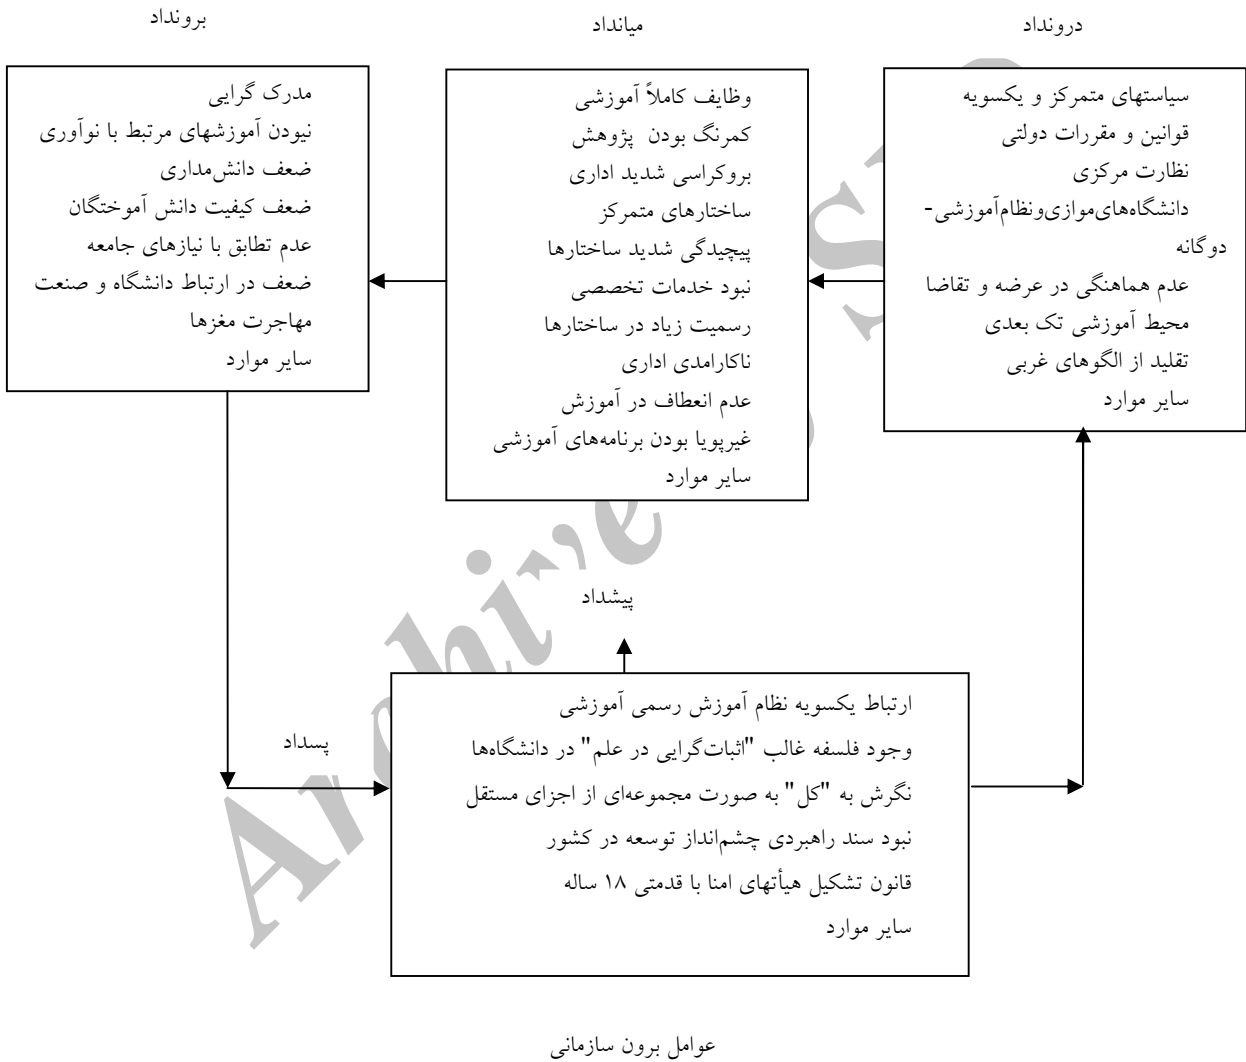 درونداد
سیاستهای متمرکز و یکسویه
قوانین و مقررات دولتی
نظارت مرکزی
دانشگاه‌های‌موازی‌و‌نظام‌آموزشی-
دوگانه
عدم هماهنگی در عرضه و تقاضا
محیط آموزشی تک بعدی
تقلید از الگوهای غربی
سایر موارد
میانداد
وظایف کاملاً آموزشی
کمرنگ بودن پژوهش
بروکراسی شدید اداری
ساختارهای متمرکز
پیچیدگی شدید ساختارها
نبود خدمات تخصصی
رسمیت زیاد در ساختارها
ناکارامدی اداری
عدم انعطاف در آموزش
غیرپویا بودن برنامه‌های آموزشی
سایر موارد
برونداد
مدرک گرایی
نبودن آموزشهای مرتبط با نوآوری
ضعف دانش‌مداری
ضعف کیفیت دانش آموختگان
عدم تطابق با نیازهای جامعه
ضعف در ارتباط دانشگاه و صنعت
مهاجرت مغزها
سایر موارد
پیشداد
پسداد
ارتباط یکسویه نظام آموزش رسمی آموزشی
وجود فلسفه غالب "اثبات‌گرایی در علم" در دانشگاه‌ها
نگرش به "کل" به صورت مجموعه‌ای از اجزای مستقل
نبود سند راهبردی چشم‌انداز توسعه در کشور
قانون تشکیل هیأتهای امنا با قدمتی ۱۸ ساله
سایر موارد
عوامل برون سازمانی